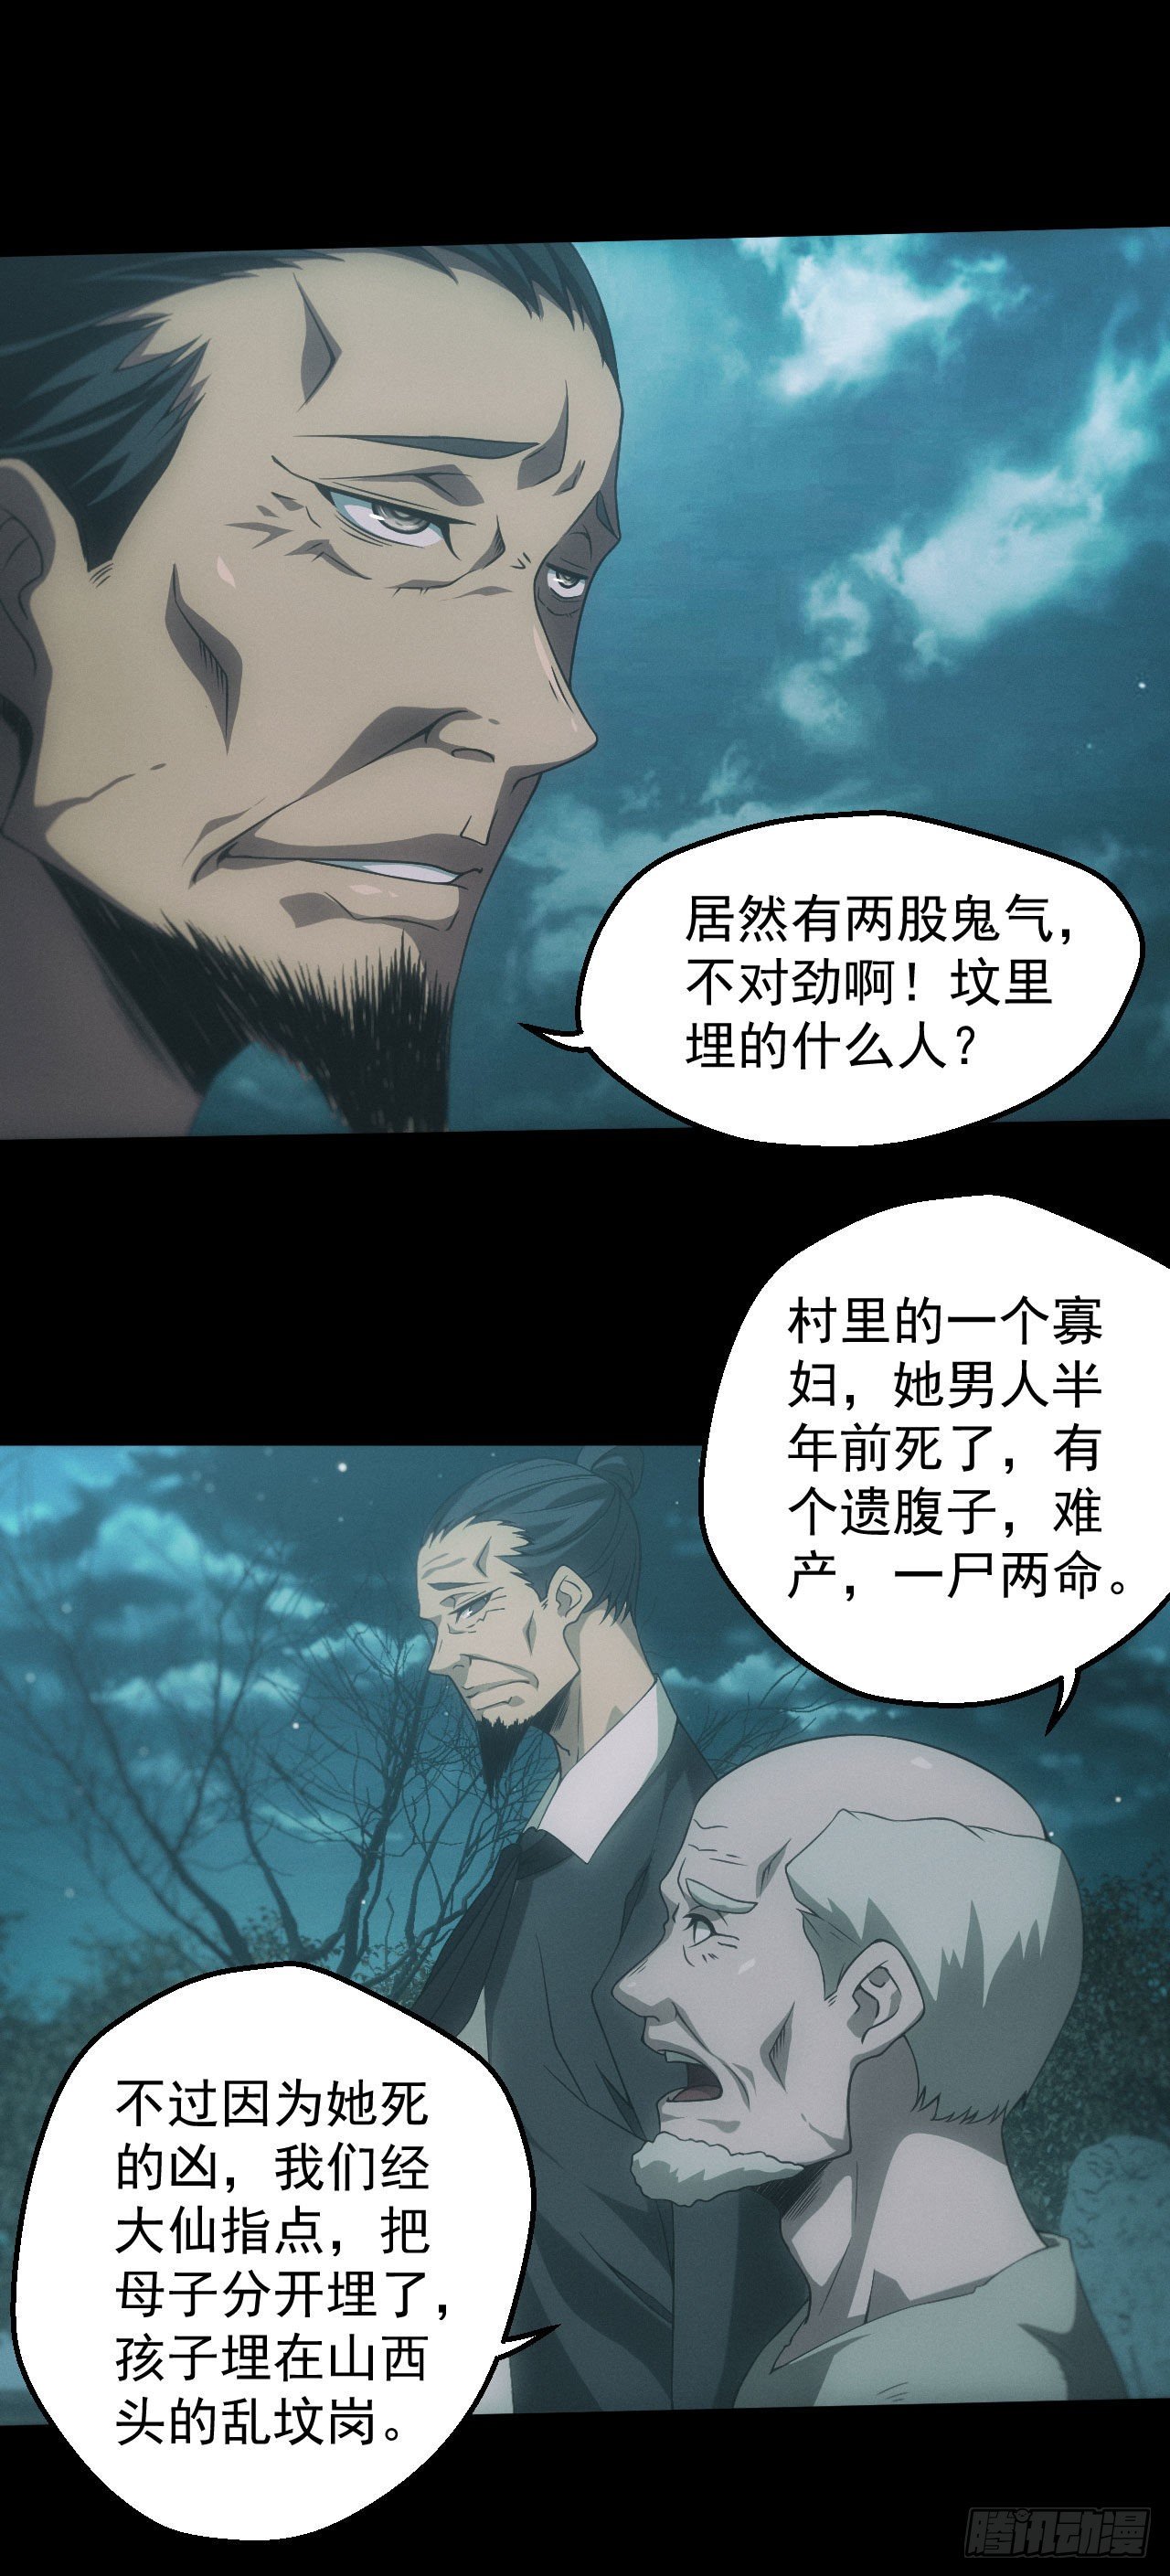 居然有两股鬼气，
不对劲啊！坟里
埋的什么人？
村里的一个寡
妇，她男人半
年前死了，有
个遗腹子，难
产，一尸两命。
不过因为她死
的凶，我们经
大仙指点，把
母子分开埋了，
孩子埋在山西
头的乱坟岗。
腾讯动漫